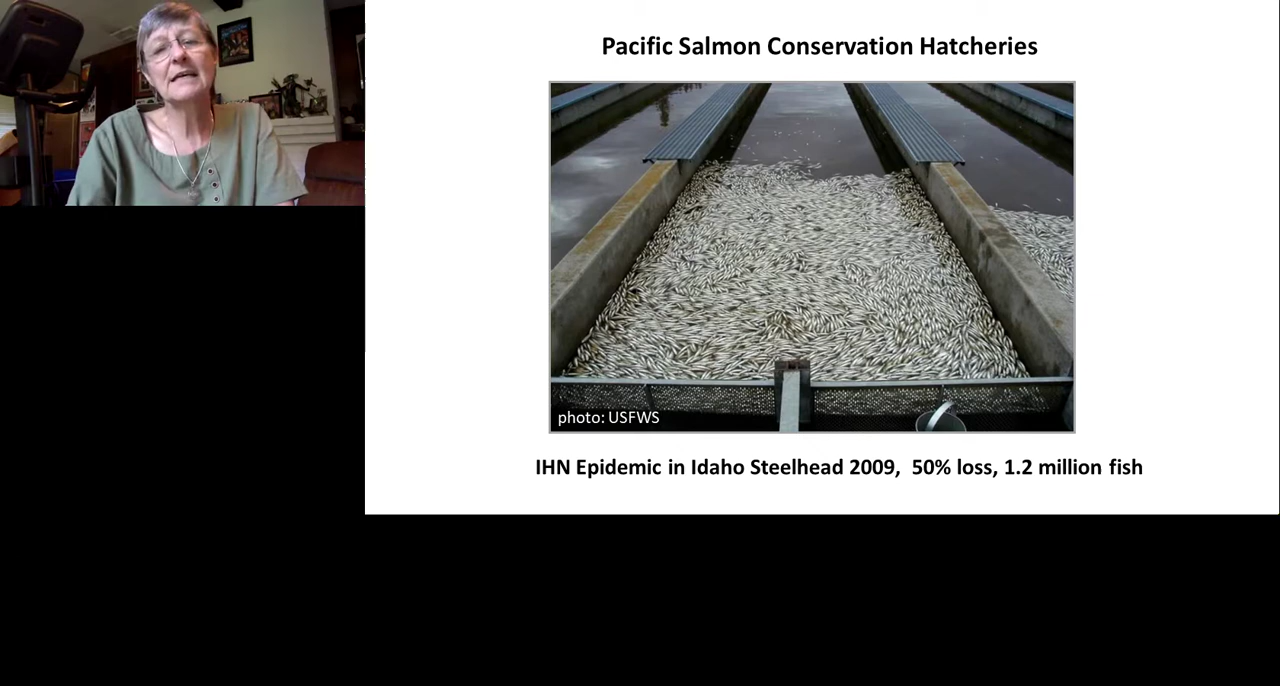 Pacific Salmon Conservation Hatcheries
photo: USFWS
IHN Epidemic in Idaho Steelhead 2009, 50% loss, 1.2 million fish